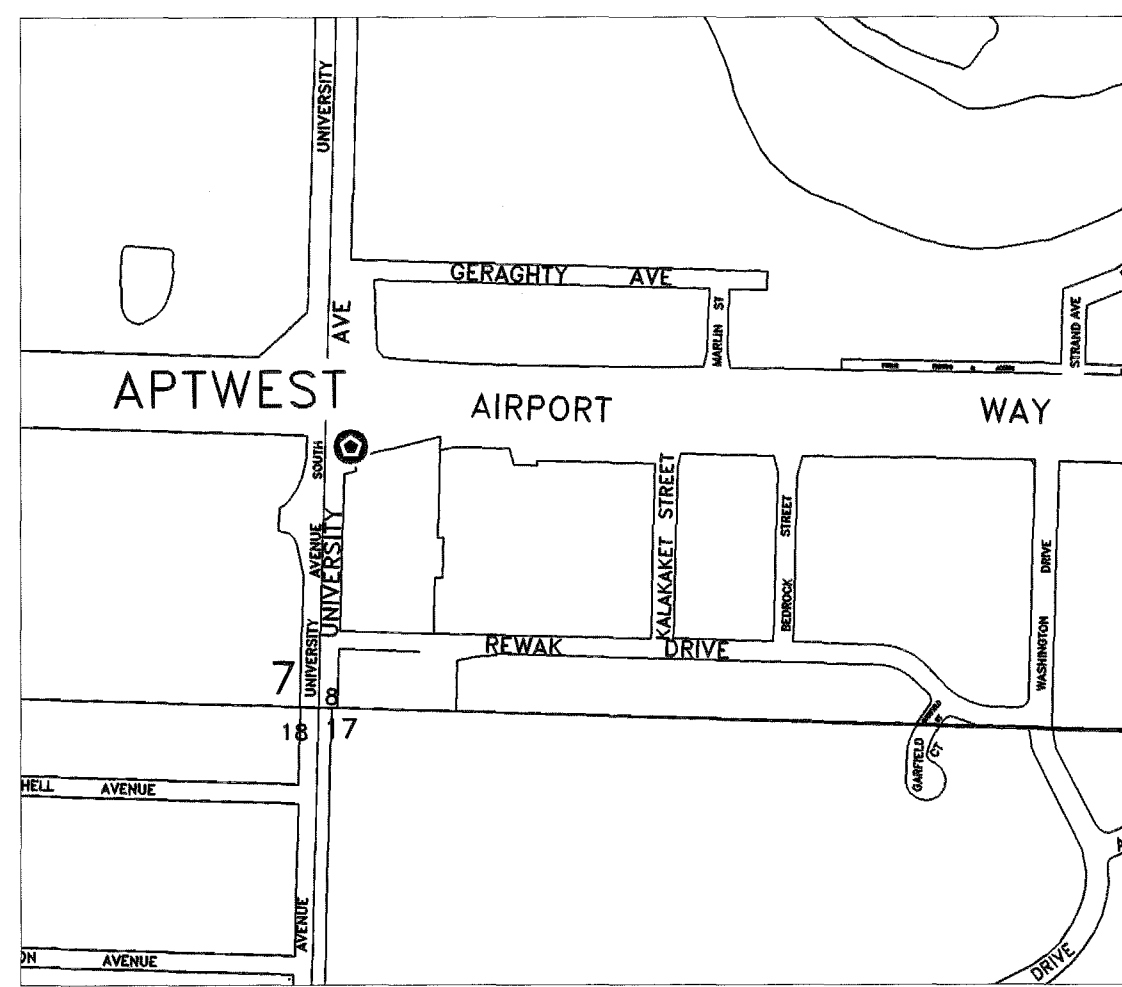 UNIVERSITY
AVE
GERAGHTY AVE
MARLIN ST
STRAND AVE
APTWEST
AIRPORT WAY
SOUTH
AVENUE
UNIVERSITY
UNIVERSITY
KALAKAKET STREET
BEDROCK STREET
WASHINGTON DRIVE
REWAK DRIVE
7
8
18
17
GARFIELD CT
HELL AVENUE
AVENUE
ON AVENUE
DRIVE